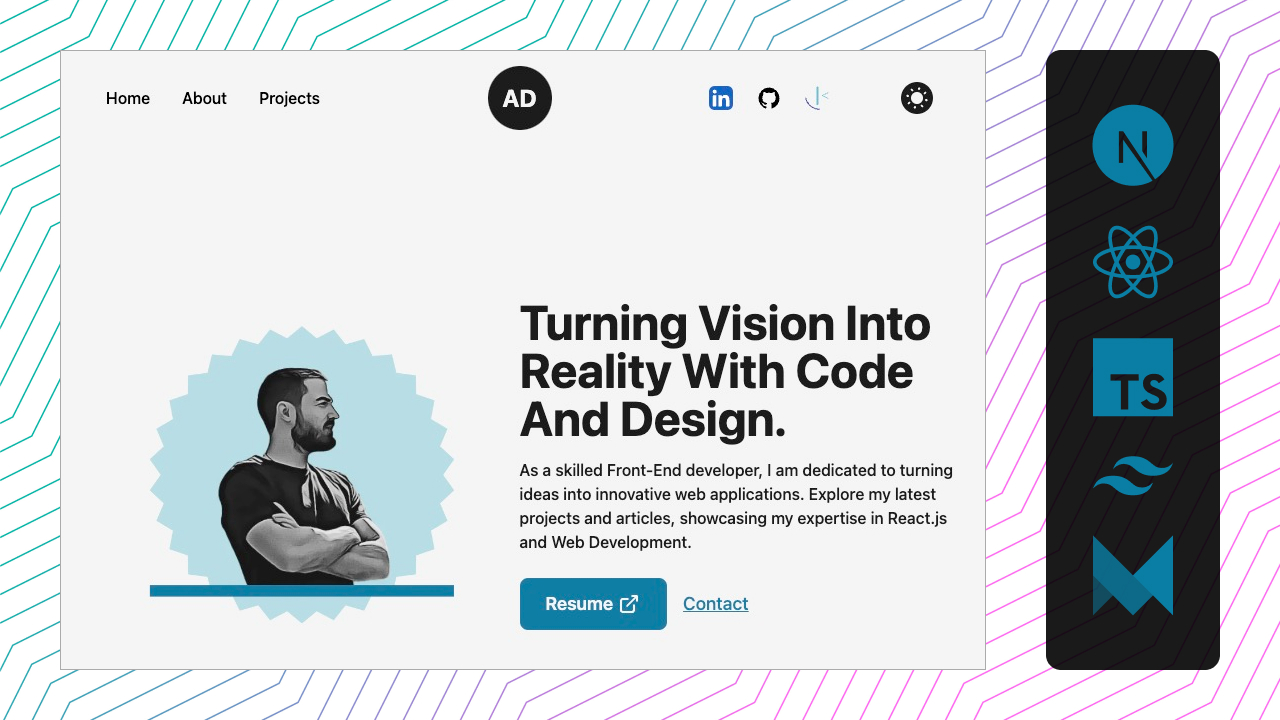 Home About Projects
AD
in
Turning Vision Into
Reality With Code
And Design.
As a skilled Front-End developer, I am dedicated to turning
ideas into innovative web applications. Explore my latest
projects and articles, showcasing my expertise in React.js
and Web Development.
Resume Contact
N
TS